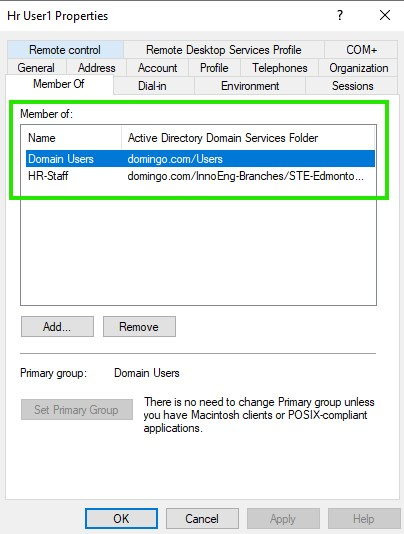 Hr User1 Properties
?
Remote control
Remote Desktop Services Profile
COM+
General
Address
Account
Profile
Telephones
Organization
Member Of
Dial-in
Environment
Sessions
Member of:
Name
Active Directory Domain Services Folder
Domain Users
domingo.com/Users
HR-Staff
domingo.com/InnoEng-Branches/STE-Edmonto...
Add...
Remove
Primary group:
Domain Users
Set Primary Group
There is no need to change Primary group unless
you have Macintosh clients or POSIX-compliant
applications.
OK
Cancel
Apply
Help